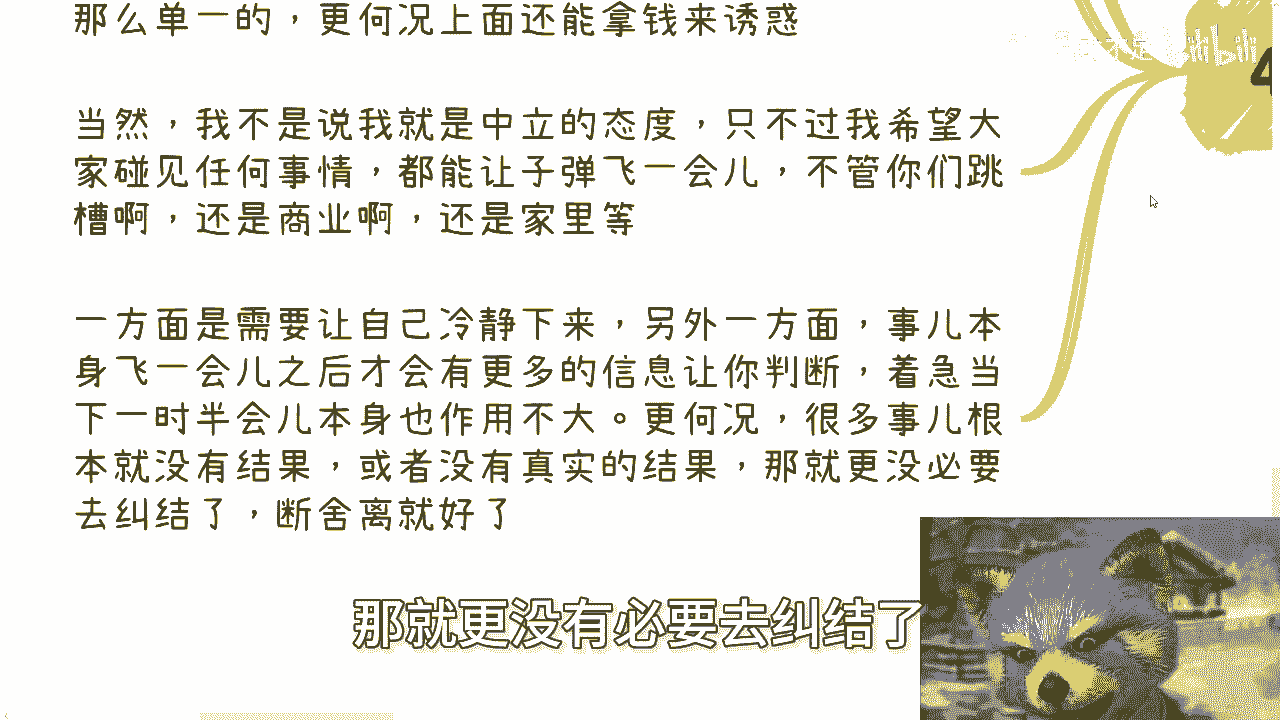 那么单一的，更何况上面还能拿钱来诱惑
当然，我不是说我就是中立的态度，只不过我希望大
家碰见任何事情，都能让子弹飞一会儿，不管你们跳
槽啊，还是商业啊，还是家里等
一方面是需要让自己冷静下来，另外一方面，事儿本
身飞一会儿之后才会有更多的信息让你判断，着急当
下一时半会儿本身也作用不大。更何况，很多事儿根
本就没有结果，或者没有真实的结果，那就更没必要
去纠结了，断舍离就好了
那就更没有必要去纠结了
bilibili
4